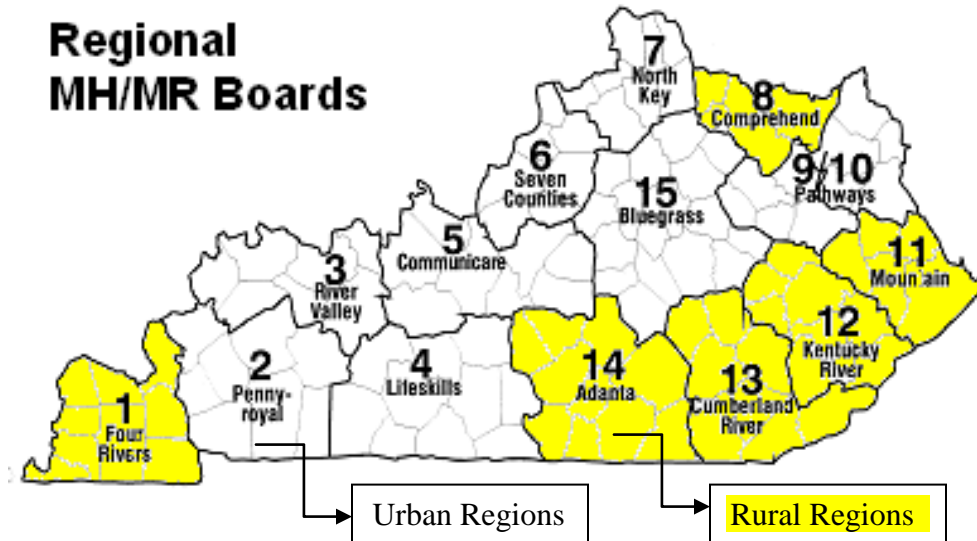 Regional
MH/MR Boards
7
North
Key
8
Comprehend
6
Seven
Counties
9/10
Pathways
15
Bluegrass
5
Communicare
11
Mountain
3
River
Valley
12
Kentucky
River
2
Penny-
royal
4
Lifeskills
14
Adanta
13
Cumberland
River
1
Four
Rivers
Urban Regions
Rural Regions